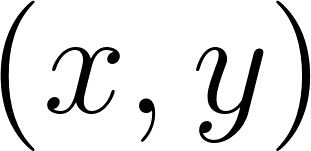 (x, y)